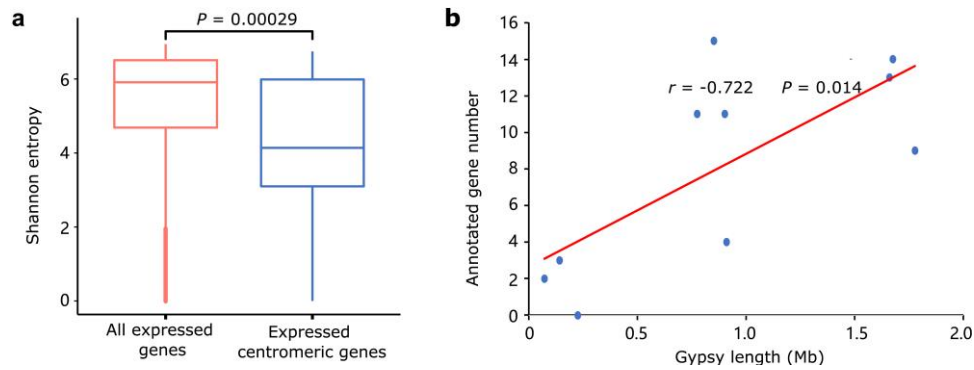 a
P = 0.00029
Shannon entropy
6
4
2
0
All expressed
genes
Expressed
centromeric genes
b
Annotated gene number
16
14
12
10
8
6
4
2
0
r = -0.722 P = 0.014
0 0.5 1.0 1.5 2.0
Gypsy length (Mb)